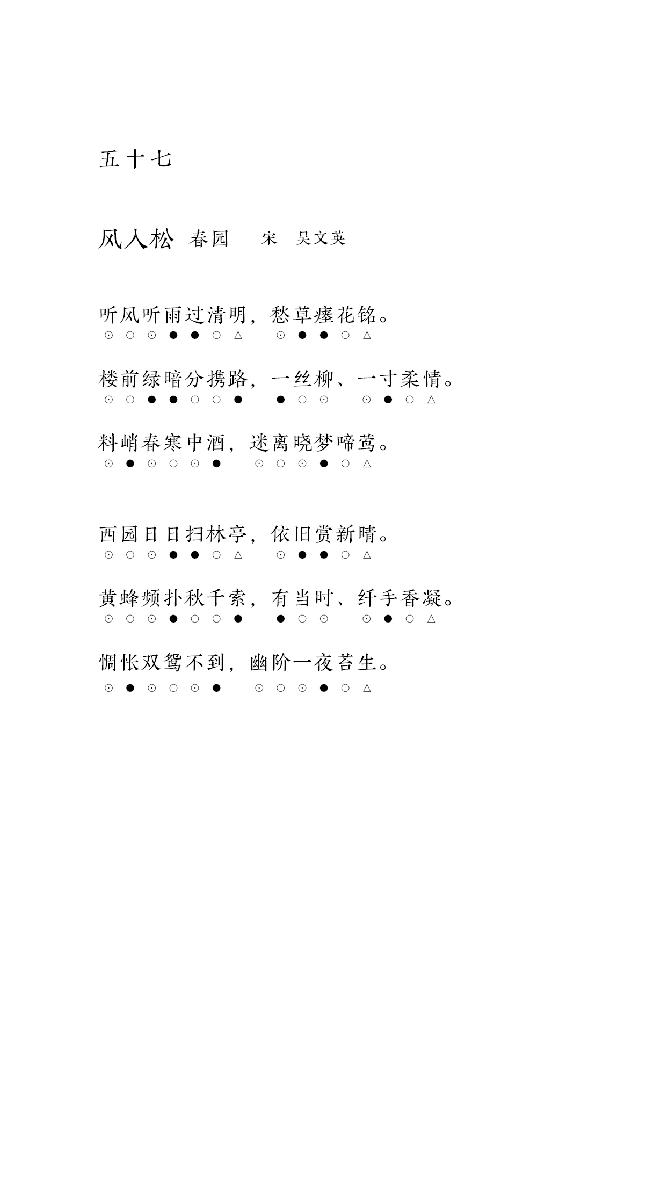 五十七
风入松 春园 宋 吴文英
听风听雨过清明，愁草瘗花铭。
⊙○⊙●●○△ ⊙●●○△
楼前绿暗分携路，一丝柳、一寸柔情。
⊙○●●○○● ●○⊙ ⊙●○△
料峭春寒中酒，迷离晓梦啼莺。
⊙●⊙○⊙● ⊙○⊙●○△
西园日日扫林亭，依旧赏新晴。
⊙○⊙●●○△ ⊙●●○△
黄蜂频扑秋千索，有当时、纤手香凝。
⊙○⊙●○○● ●○⊙ ⊙●○△
惆怅双鸳不到，幽阶一夜苔生。
⊙●⊙○⊙● ⊙○⊙●○△